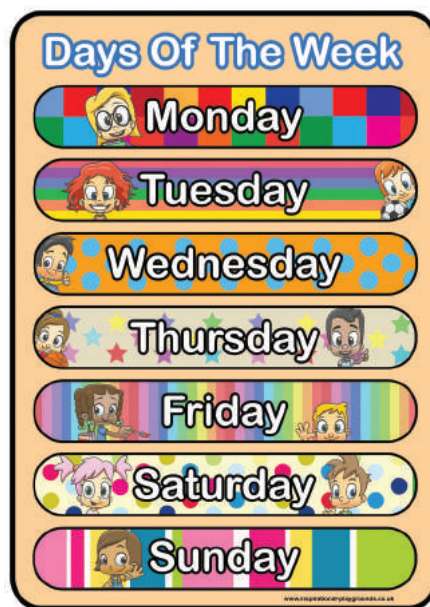 Days Of The Week
Monday
Tuesday
Wednesday
Thursday
Friday
Saturday
Sunday
www.inspirational-playgrounds.co.uk